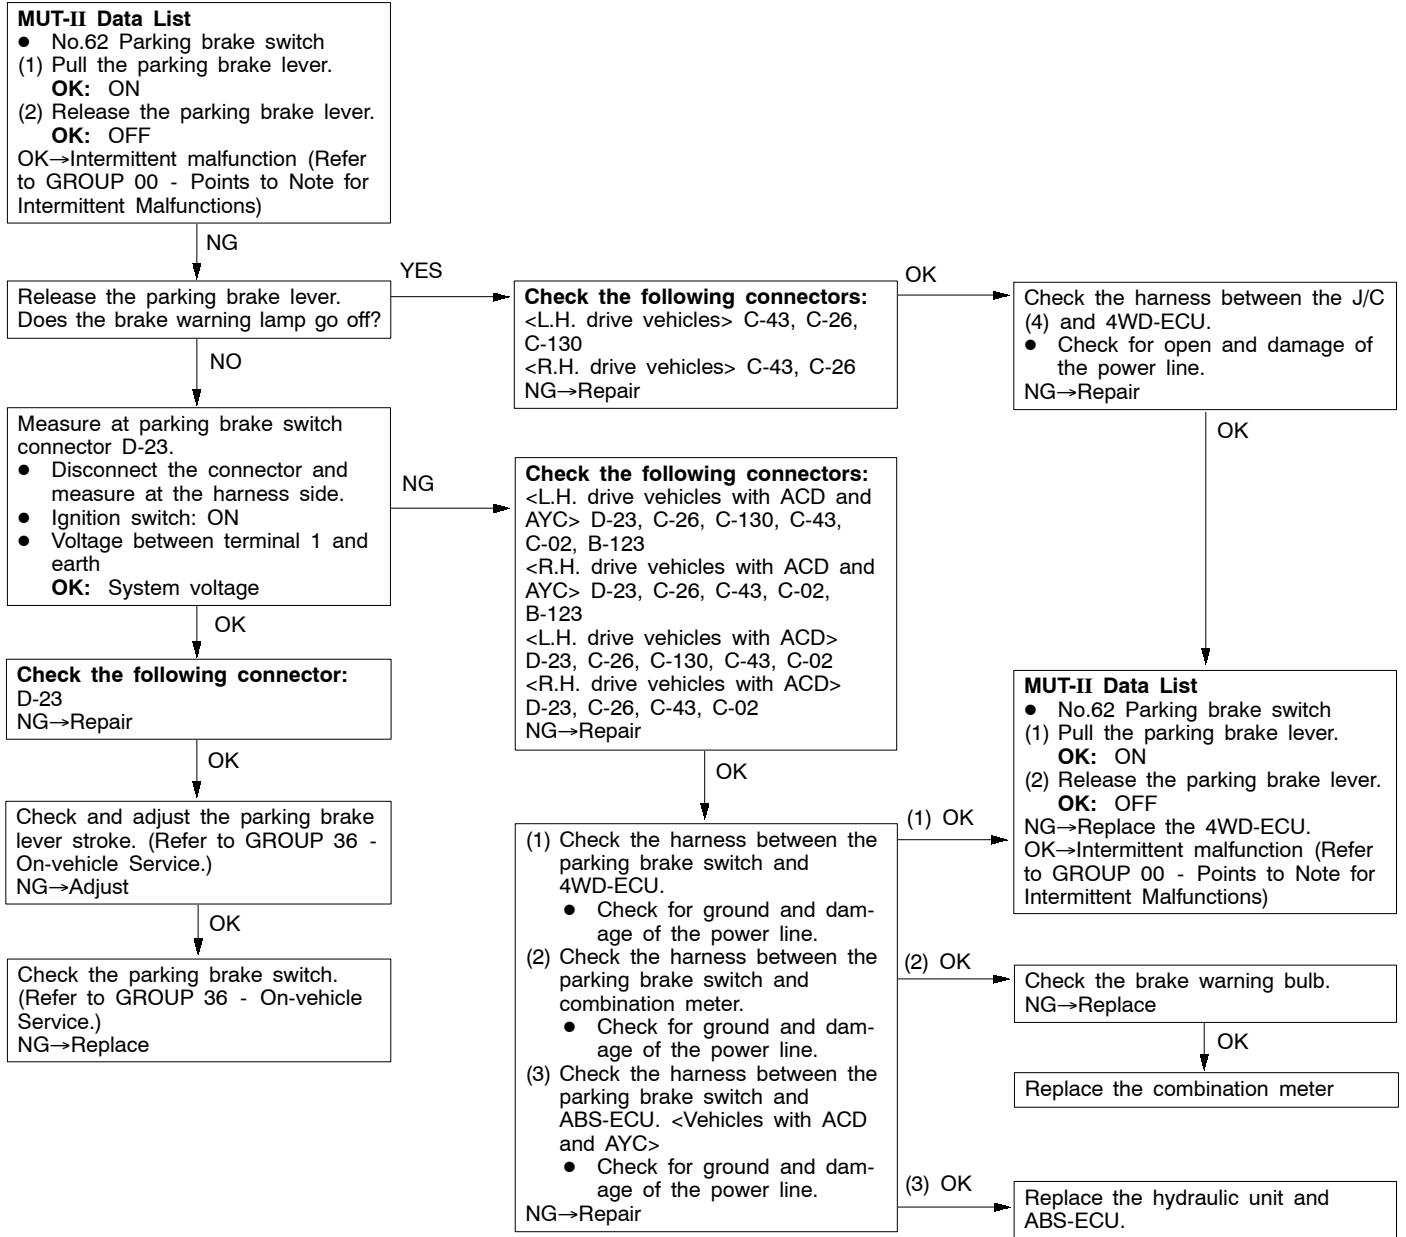 MUT-II Data List
● No.62 Parking brake switch
(1) Pull the parking brake lever.
OK: ON
(2) Release the parking brake lever.
OK: OFF
OK→Intermittent malfunction (Refer
to GROUP 00 - Points to Note for
Intermittent Malfunctions)
NG
Release the parking brake lever.
Does the brake warning lamp go off?
YES
Check the following connectors:
<L.H. drive vehicles> C-43, C-26,
C-130
<R.H. drive vehicles> C-43, C-26
NG→Repair
OK
Check the harness between the J/C
(4) and 4WD-ECU.
● Check for open and damage of
the power line.
NG→Repair
OK
NO
Measure at parking brake switch
connector D-23.
● Disconnect the connector and
measure at the harness side.
● Ignition switch: ON
● Voltage between terminal 1 and
earth
OK: System voltage
NG
Check the following connectors:
<L.H. drive vehicles with ACD and
AYC> D-23, C-26, C-130, C-43,
C-02, B-123
<R.H. drive vehicles with ACD and
AYC> D-23, C-26, C-43, C-02,
B-123
<L.H. drive vehicles with ACD>
D-23, C-26, C-130, C-43, C-02
<R.H. drive vehicles with ACD>
D-23, C-26, C-43, C-02
NG→Repair
OK
OK
Check the following connector:
D-23
NG→Repair
OK
Check and adjust the parking brake
lever stroke. (Refer to GROUP 36 -
On-vehicle Service.)
NG→Adjust
OK
Check the parking brake switch.
(Refer to GROUP 36 - On-vehicle
Service.)
NG→Replace
(1) Check the harness between the
parking brake switch and
4WD-ECU.
● Check for ground and dam-
age of the power line.
(2) Check the harness between the
parking brake switch and
combination meter.
● Check for ground and dam-
age of the power line.
(3) Check the harness between the
parking brake switch and
ABS-ECU. <Vehicles with ACD
and AYC>
● Check for ground and dam-
age of the power line.
NG→Repair
(1) OK
MUT-II Data List
● No.62 Parking brake switch
(1) Pull the parking brake lever.
OK: ON
(2) Release the parking brake lever.
OK: OFF
NG→Replace the 4WD-ECU.
OK→Intermittent malfunction (Refer
to GROUP 00 - Points to Note for
Intermittent Malfunctions)
(2) OK
Check the brake warning bulb.
NG→Replace
OK
Replace the combination meter
(3) OK
Replace the hydraulic unit and
ABS-ECU.